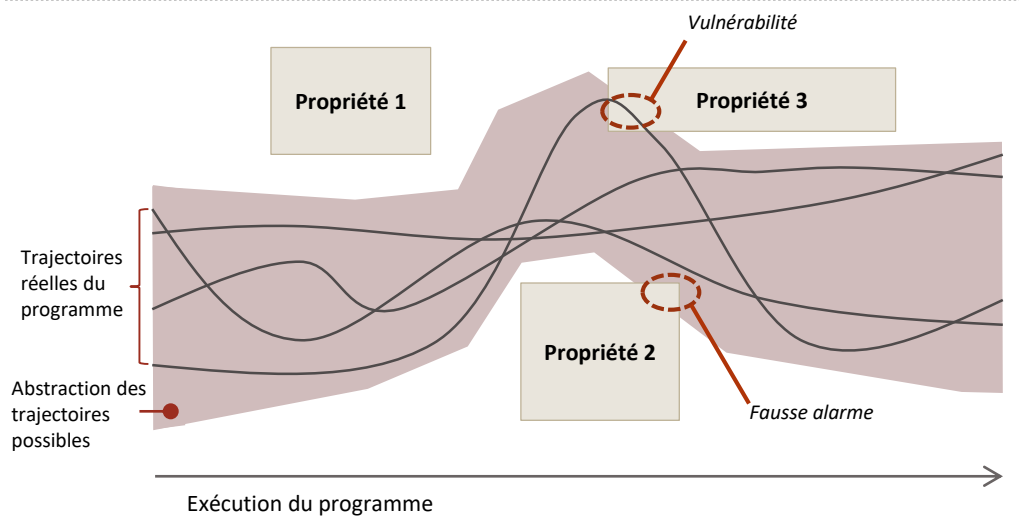 Vulnérabilité
Propriété 1
Propriété 3
Trajectoires
réelles du
programme
Propriété 2
Abstraction des
trajectoires
possibles
Fausse alarme
Exécution du programme